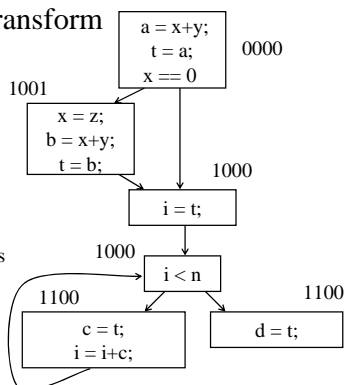 ransform
a = x+y;
t = a;
x == 0
0000
1001
x = z;
b = x+y;
t = b;
1000
i = t;
s
1000
i < n
1100
c = t;
i = i+c;
1100
d = t;